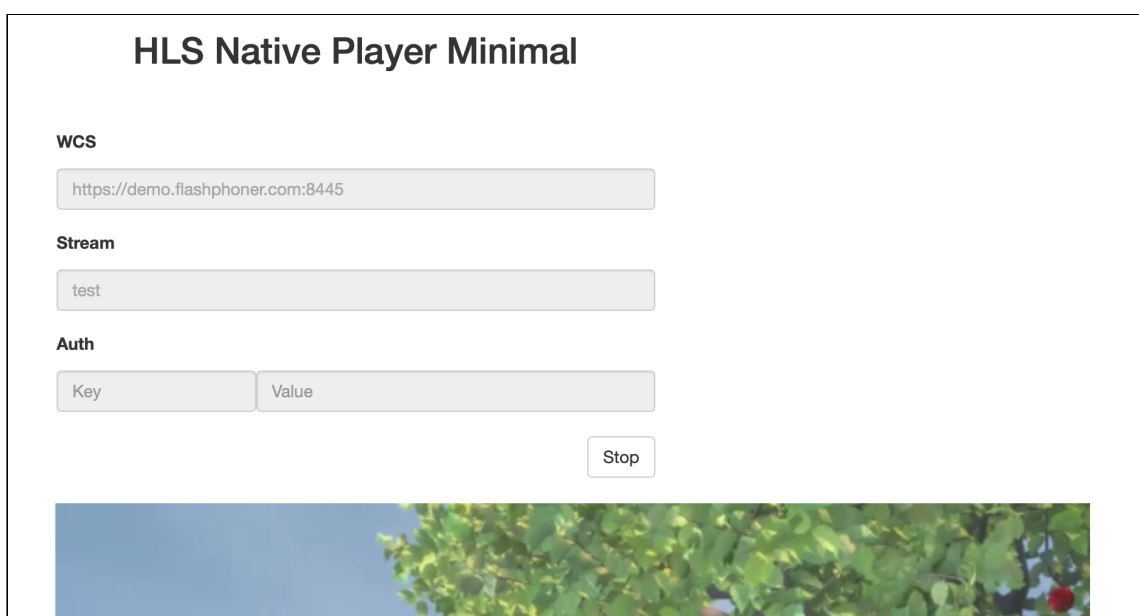 HLS Native Player Minimal
WCS
https://demo.flashphoner.com:8445
Stream
test
Auth
Key Value
Stop